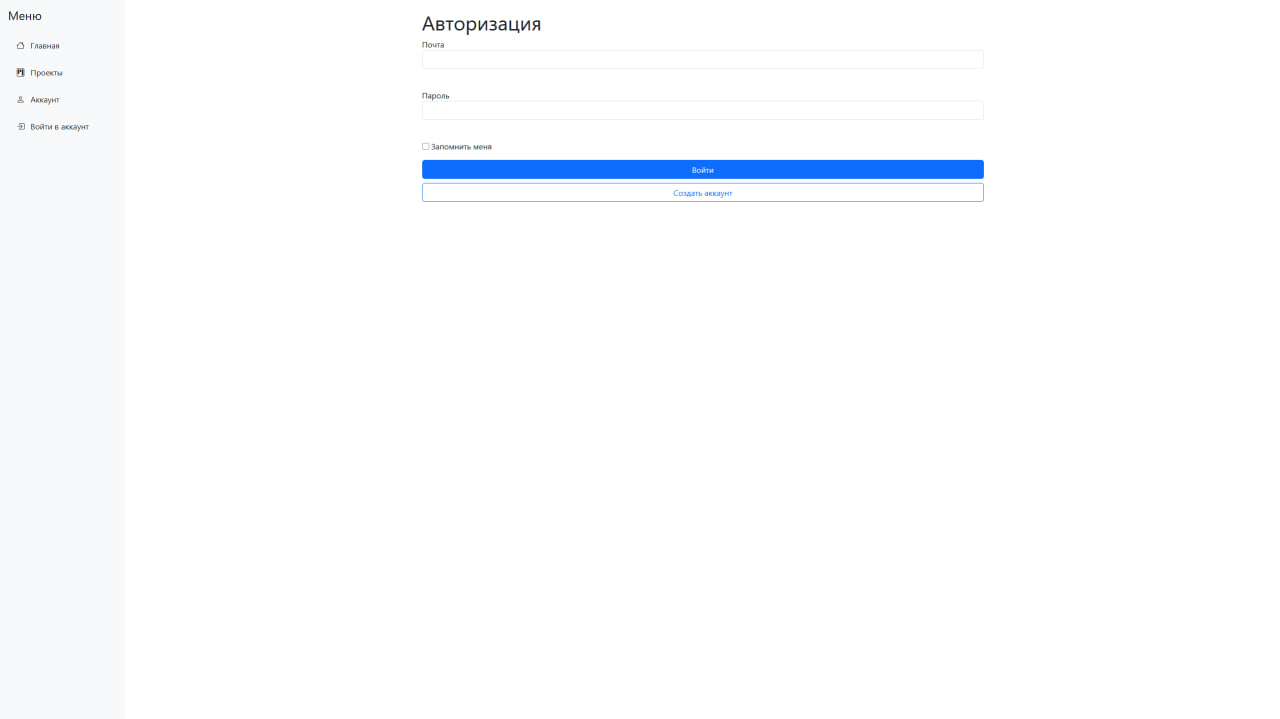 Меню
Главная
Проекты
Аккаунт
Войти в аккаунт
Авторизация
Почта
Пароль
Запомнить меня
Войти
Создать аккаунт